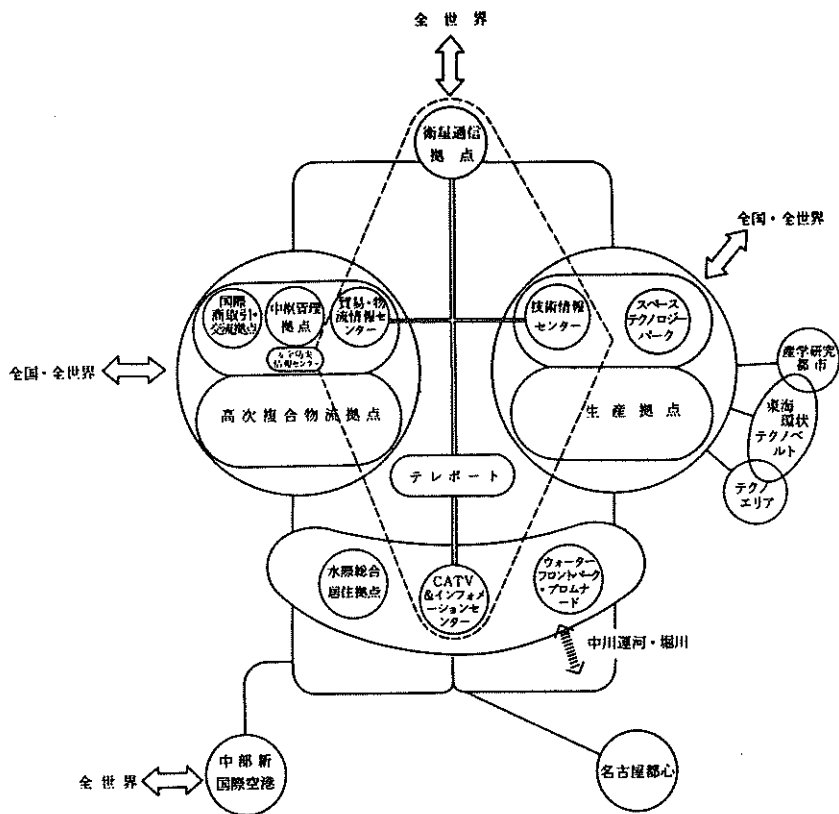 全世界
衛星通信
拠点
全国・全世界
国際
商取引・
交流拠点
中枢管理
拠点
貿易・物
流情報セ
ンター
情報センター
技術情報
センター
スペース
テクノロジー
パーク
全国・全世界
高次複合物流拠点
生産拠点
産学研究
都市
東海
環状
テクノベ
ルト
テクノ
エリア
テレポート
水際総合
居住拠点
CATV
&インフォメ
ーションセ
ンター
ウォーター
フロントパーク
・プロムナ
ード
中川運河・堀川
全世界
中部新
国際空港
名古屋都心